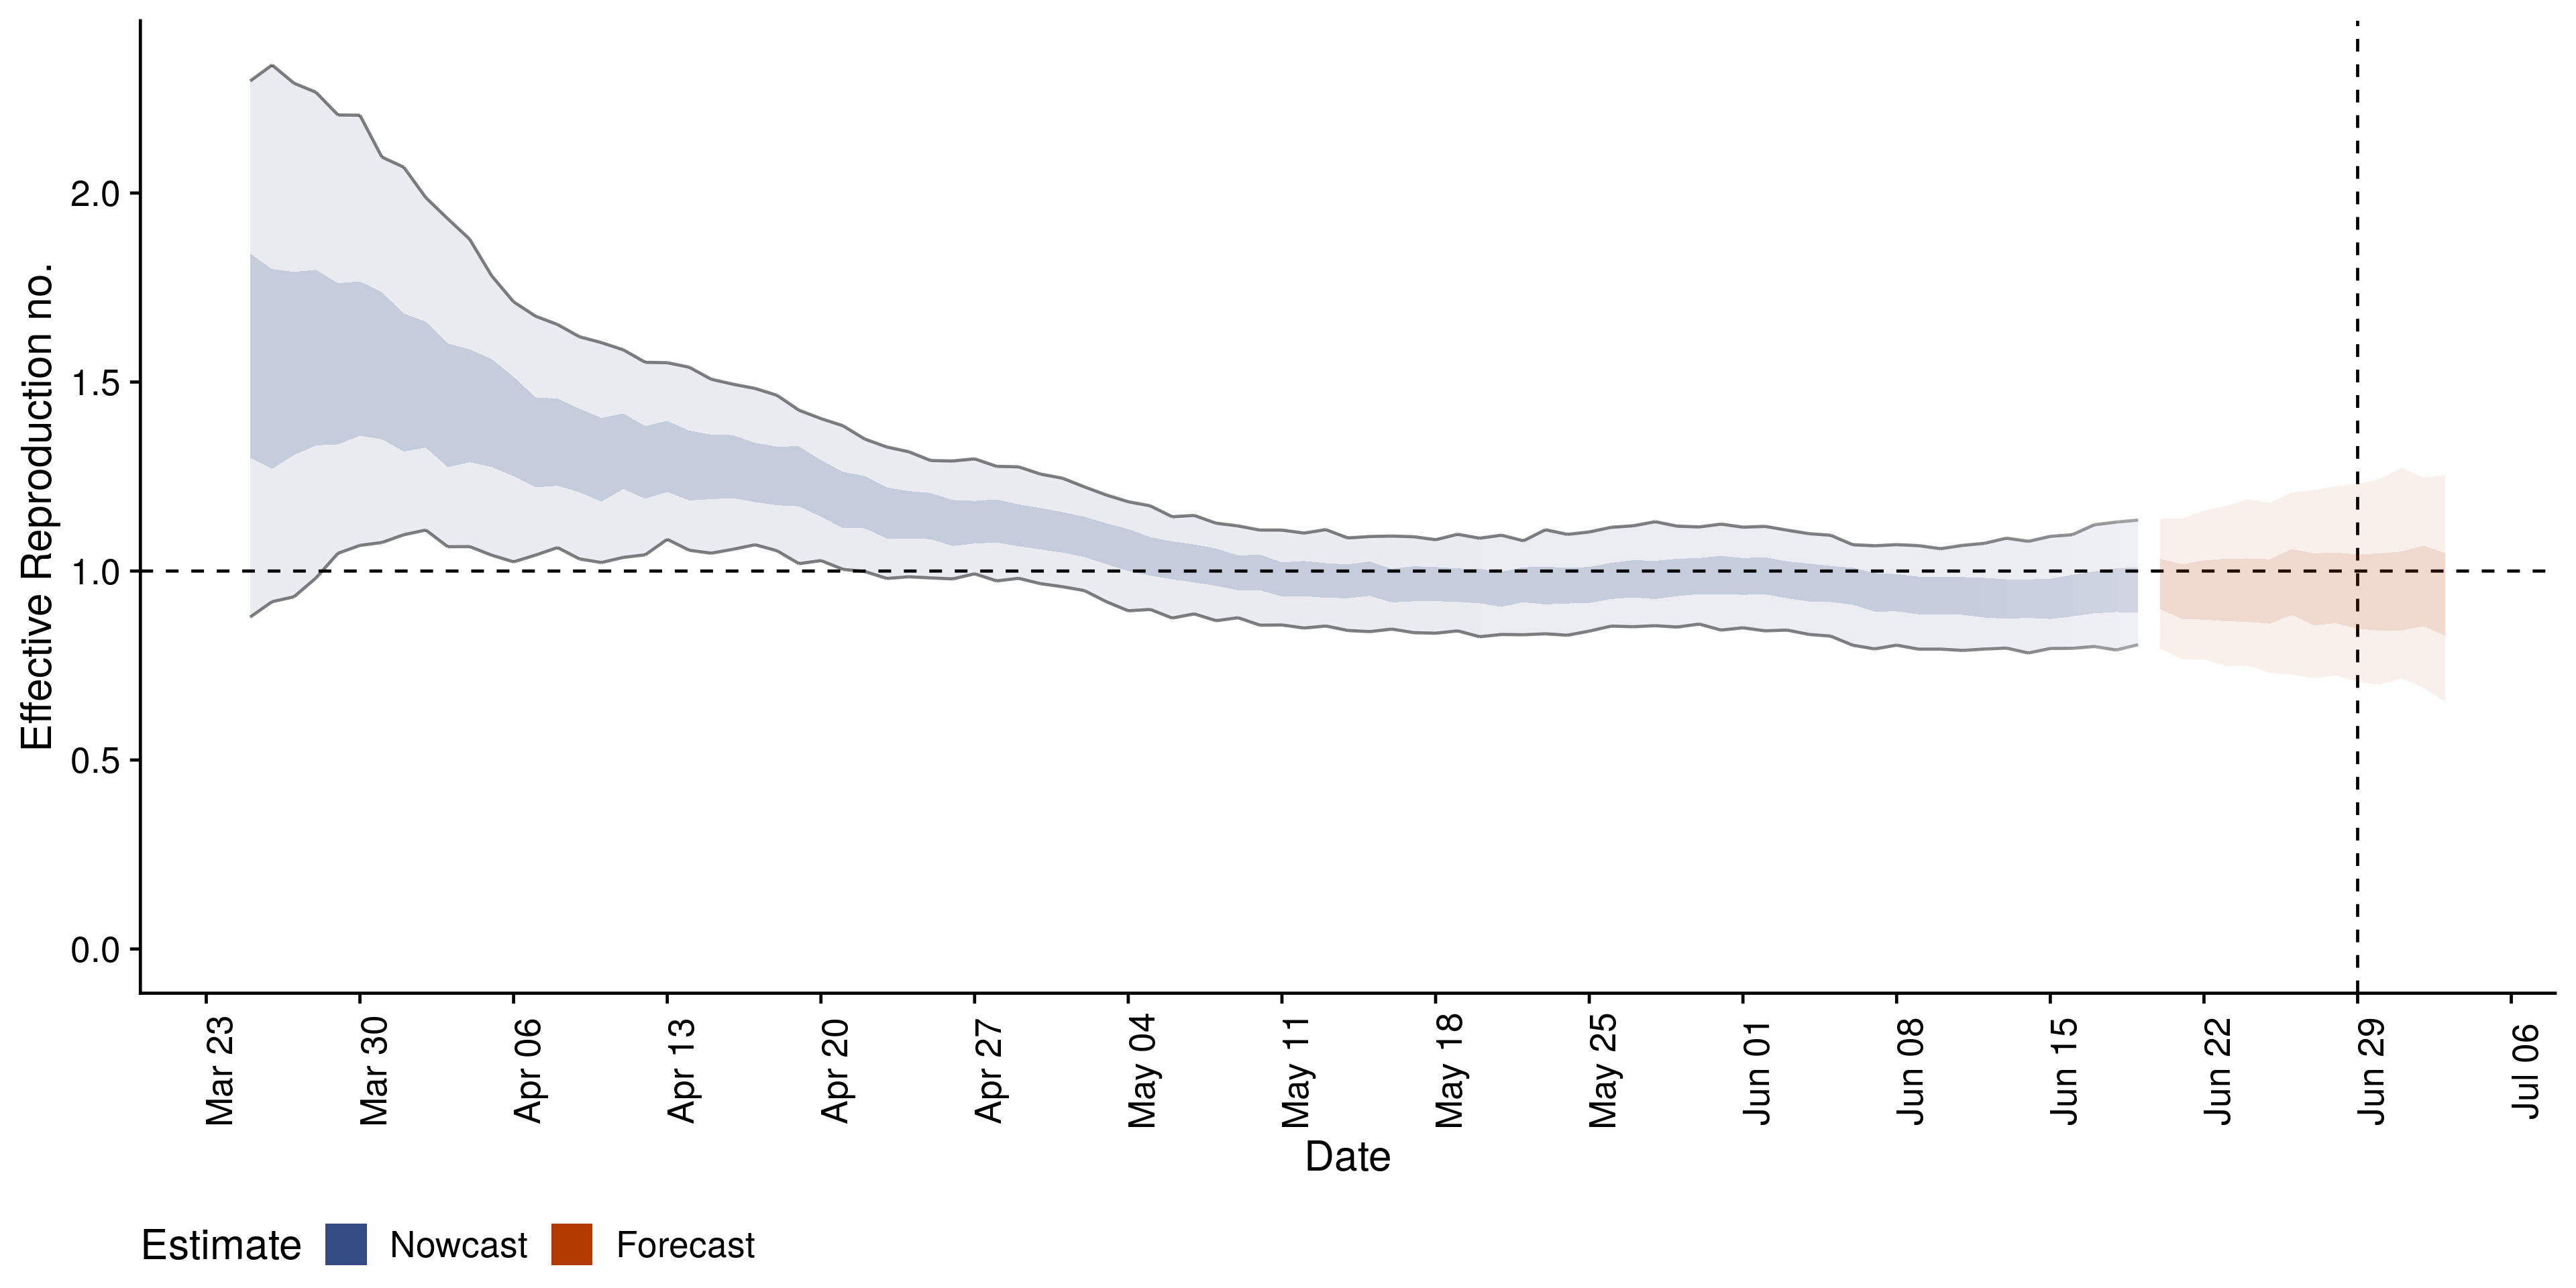 Effective Reproduction no.
2.0
1.5
1.0
0.5
0.0
Mar 23
Mar 30
Apr 06
Apr 13
Apr 20
Apr 27
May 04
May 11
May 18
May 25
Jun 01
Jun 08
Jun 15
Jun 22
Jun 29
Jul 06
Date
Estimate Nowcast Forecast